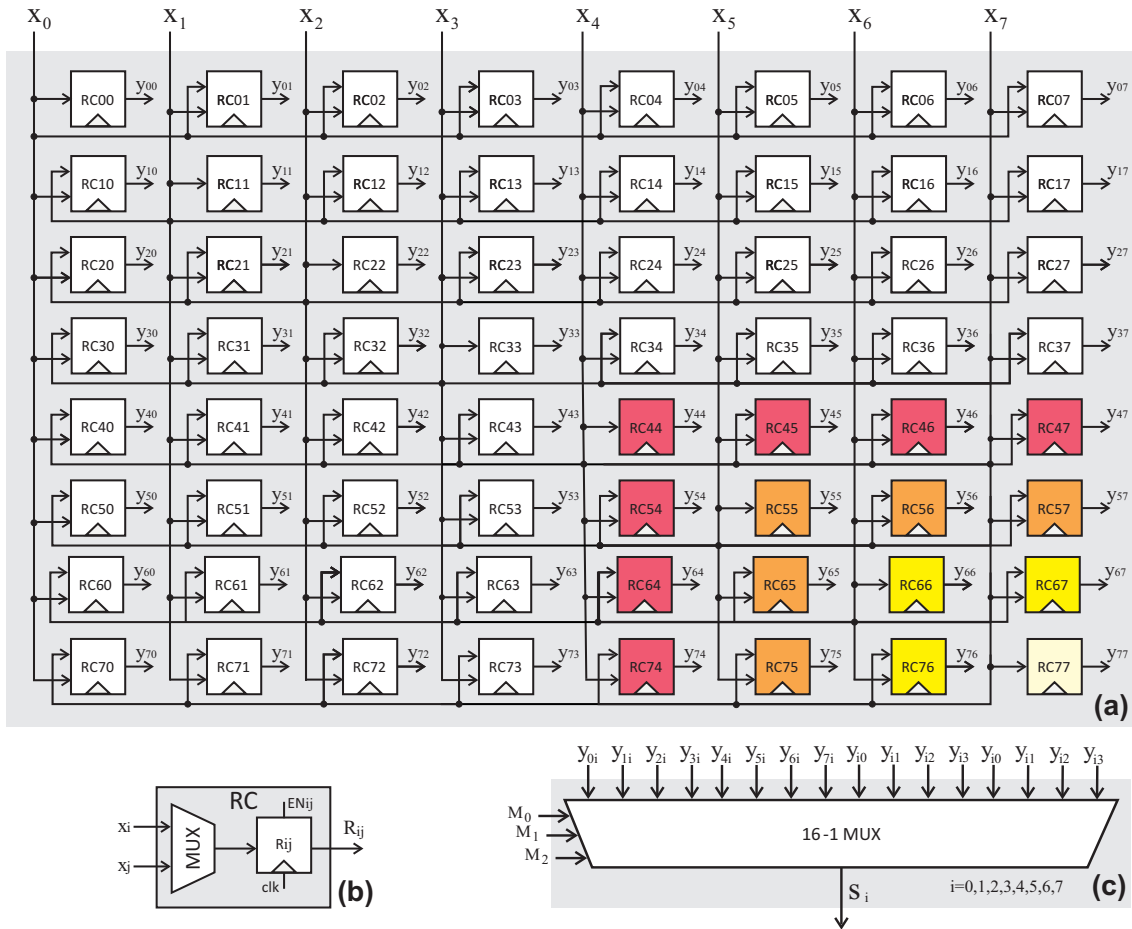 x0 x1 x2 x3 x4 x5 x6 x7
RC00 y00 RC01 y01 RC02 y02 RC03 y03 RC04 y04 RC05 y05 RC06 y06 RC07 y07
RC10 y10 RC11 y11 RC12 y12 RC13 y13 RC14 y14 RC15 y15 RC16 y16 RC17 y17
RC20 y20 RC21 y21 RC22 y22 RC23 y23 RC24 y24 RC25 y25 RC26 y26 RC27 y27
RC30 y30 RC31 y31 RC32 y32 RC33 y33 RC34 y34 RC35 y35 RC36 y36 RC37 y37
RC40 y40 RC41 y41 RC42 y42 RC43 y43 RC44 y44 RC45 y45 RC46 y46 RC47 y47
RC50 y50 RC51 y51 RC52 y52 RC53 y53 RC54 y54 RC55 y55 RC56 y56 RC57 y57
RC60 y60 RC61 y61 RC62 y62 RC63 y63 RC64 y64 RC65 y65 RC66 y66 RC67 y67
RC70 y70 RC71 y71 RC72 y72 RC73 y73 RC74 y74 RC75 y75 RC76 y76 RC77 y77
(a)
RC
ENij
xi
xj
MUX
Rij
Rij
clk
(b)
y0i y1i y2i y3i y4i y5i y6i y7i yi0 yi1 yi2 yi3 yi0 yi1 yi2 yi3
M0
M1
M2
16-1 MUX
Si
i=0,1,2,3,4,5,6,7
(c)